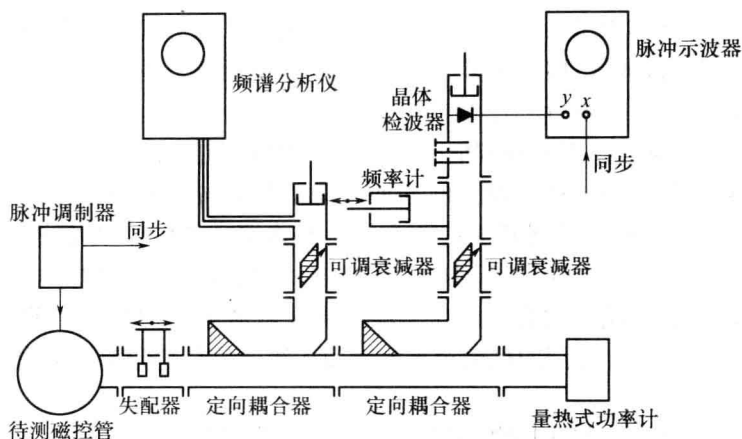 频谱分析仪
晶体
检波器
脉冲示波器
y x
同步
频率计
脉冲调制器
同步
可调衰减器
可调衰减器
失配器
定向耦合器
定向耦合器
量热式功率计
待测磁控管